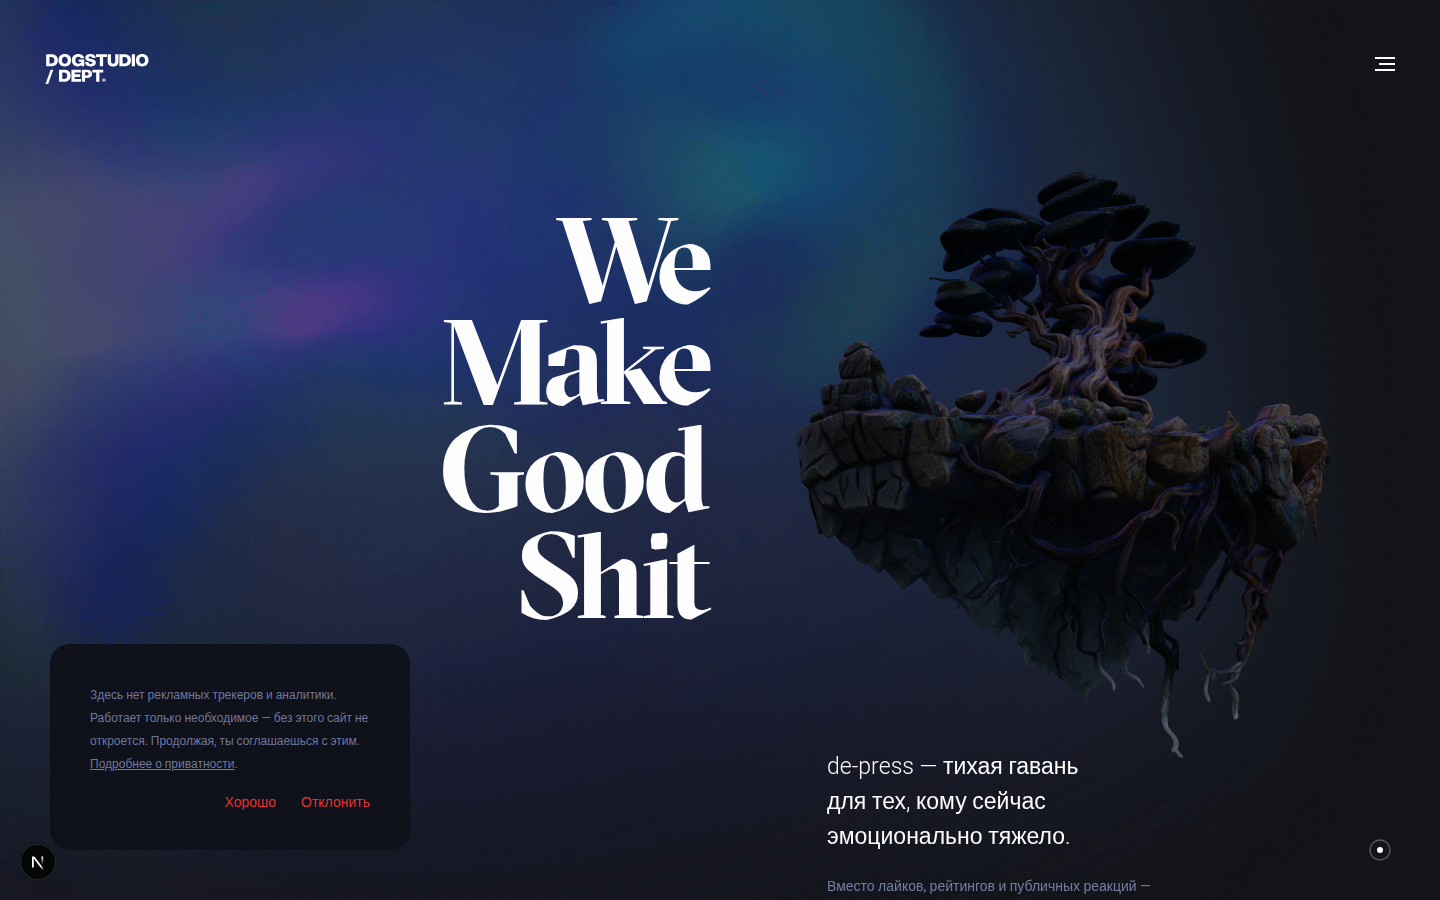 DOGSTUDIO
/ DEPT.
We
Make
Good
Shit
Здесь нет рекламных трекеров и аналитики.
Работает только необходимое — без этого сайт не
откроется. Продолжая, ты соглашаешься с этим.
Подробнее о приватности.
Хорошо Отклонить
N
de-press — тихая гавань
для тех, кому сейчас
эмоционально тяжело.
Вместо лайков, рейтингов и публичных реакций —